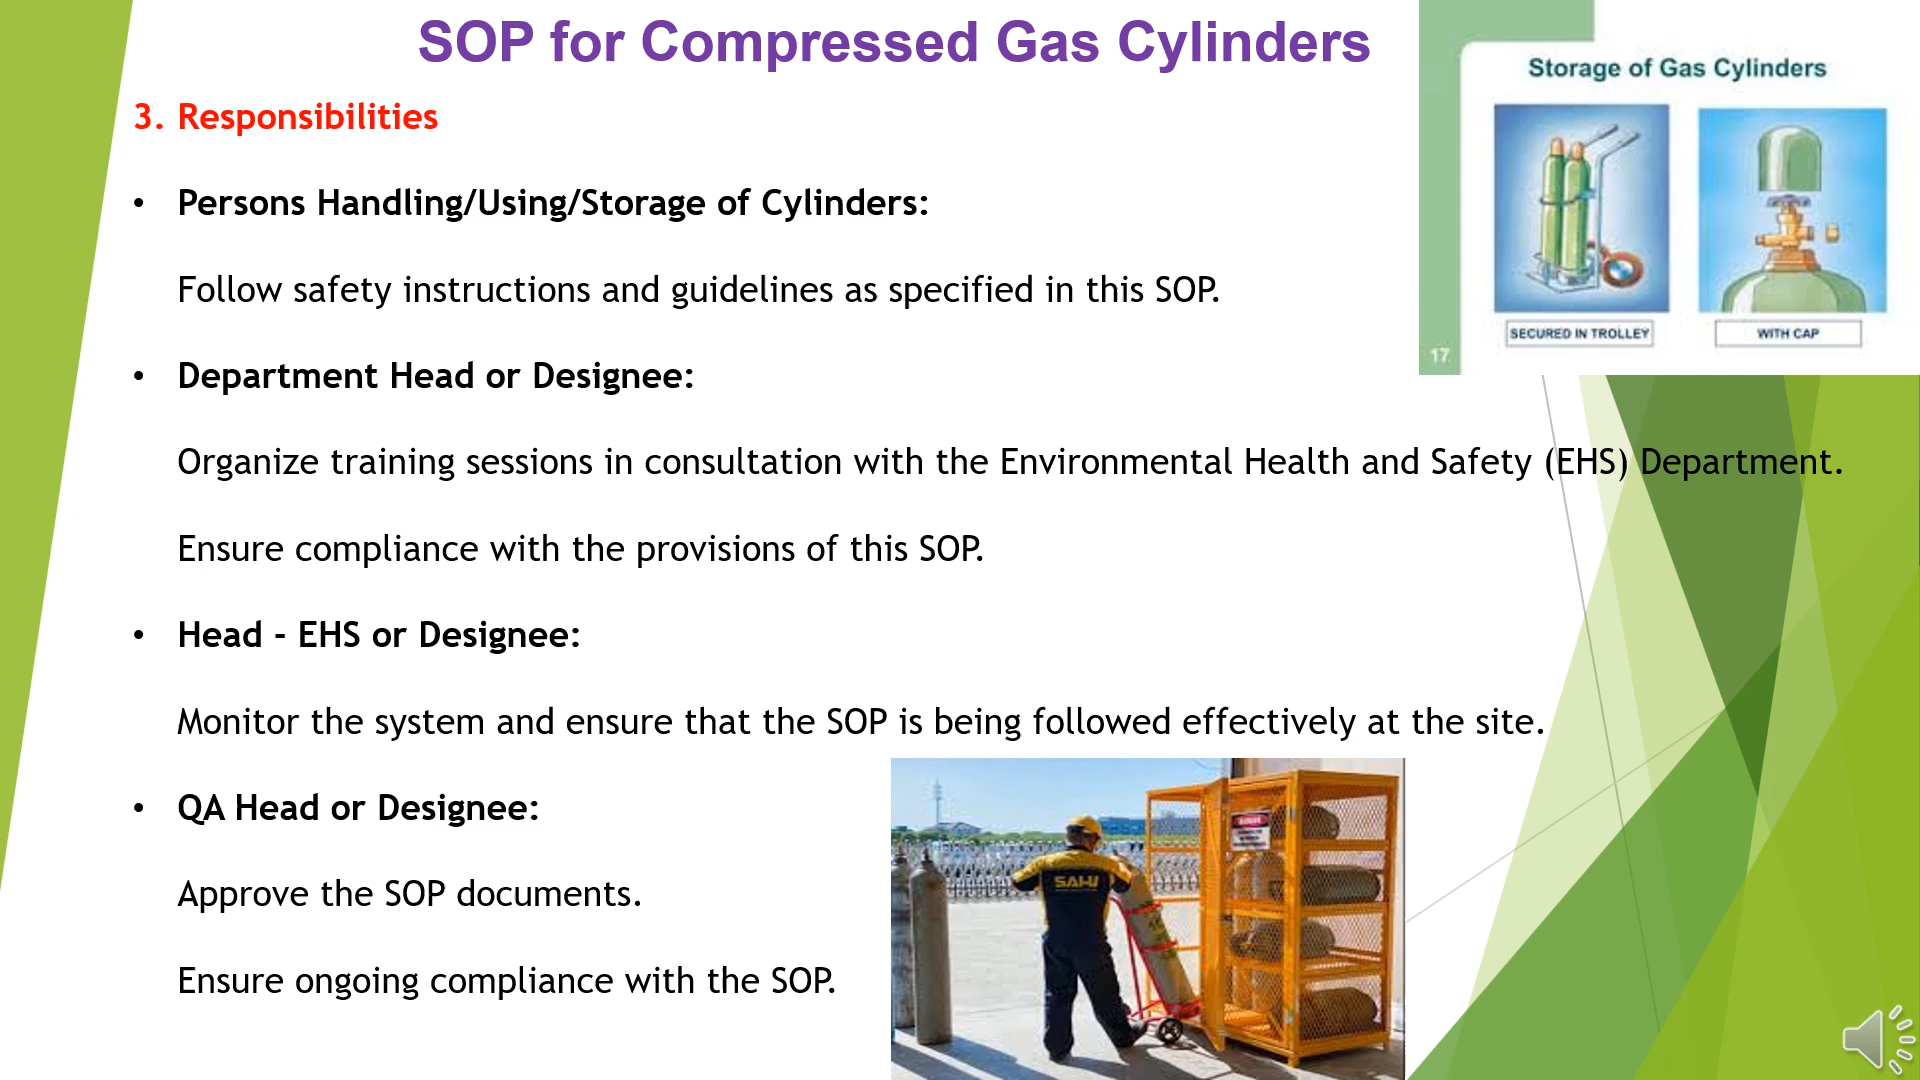 SOP for Compressed Gas Cylinders
3. Responsibilities
• Persons Handling/Using/Storage of Cylinders:
Follow safety instructions and guidelines as specified in this SOP.
• Department Head or Designee:
Organize training sessions in consultation with the Environmental Health and Safety (EHS) Department.
Ensure compliance with the provisions of this SOP.
• Head - EHS or Designee:
Monitor the system and ensure that the SOP is being followed effectively at the site.
• QA Head or Designee:
Approve the SOP documents.
Ensure ongoing compliance with the SOP.
Storage of Gas Cylinders
SECURED IN TROLLEY
WITH CAP
17